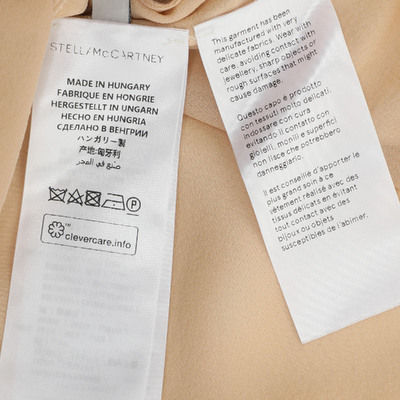 STELLA McCARTNEY
MADE IN HUNGARY
FABRIQUE EN HONGRIE
HERGESTELLT IN UNGARN
HECHO EN HUNGRIA
СДЕЛАНО В ВЕНГРИИ
ハンガリー製
产地:匈牙利
صنع في المجر
P
clevercare.info
This garment has been
manufactured with very
delicate fabrics. Wear with
care, avoiding contact with
jewellery, sharp objects or
rough surfaces that might
cause damage.
Questo capo è prodotto
con tessuti molto delicati,
indossare con cura
evitando il contatto con
gioielli, monili e superfici
non lisce che potrebbero
danneggiarlo.
Il est conseillé d'apporter le
plus grand soin à ce
vêtement réalisé avec des
tissus délicats en évitant
tout contact avec des
bijoux ou objets
susceptibles de l'abimer.